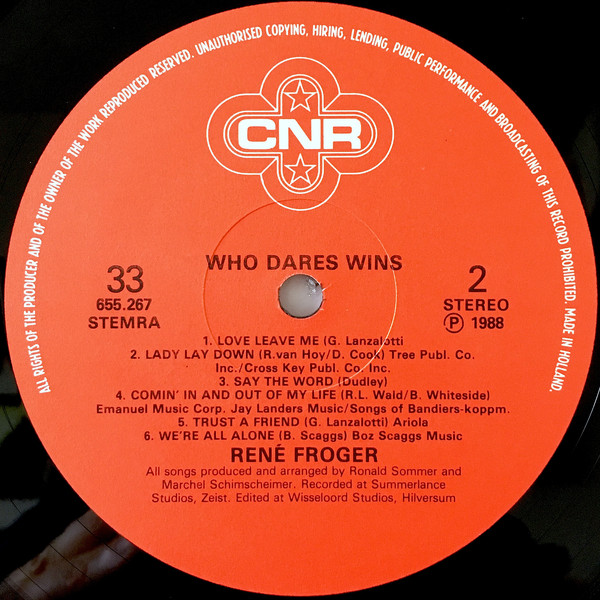 ALL RIGHTS OF THE PRODUCER AND OF THE OWNER OF THE WORK REPRODUCED RESERVED. UNAUTHORISED COPYING, HIRING, LENDING, PUBLIC PERFORMANCE AND BROADCASTING OF THIS RECORD PROHIBITED. MADE IN HOLLAND.
CNR
WHO DARES WINS
33
655.267
STEMRA
2
STEREO
Ⓟ 1988
1. LOVE LEAVE ME (G. Lanzalotti
2. LADY LAY DOWN (R.van Hoy/D. Cook) Tree Publ. Co.
Inc./Cross Key Publ. Co. Inc.
3. SAY THE WORD (Dudley)
4. COMIN' IN AND OUT OF MY LIFE (R.L. Wald/B. Whiteside)
Emanuel Music Corp. Jay Landers Music/Songs of Bandiers-koppm.
5. TRUST A FRIEND (G. Lanzalotti) Ariola
6. WE'RE ALL ALONE (B. Scaggs) Boz Scaggs Music
RENÉ FROGER
All songs produced and arranged by Ronald Sommer and
Marchel Schimscheimer. Recorded at Summerlance
Studios, Zeist. Edited at Wisseloord Studios, Hilversum